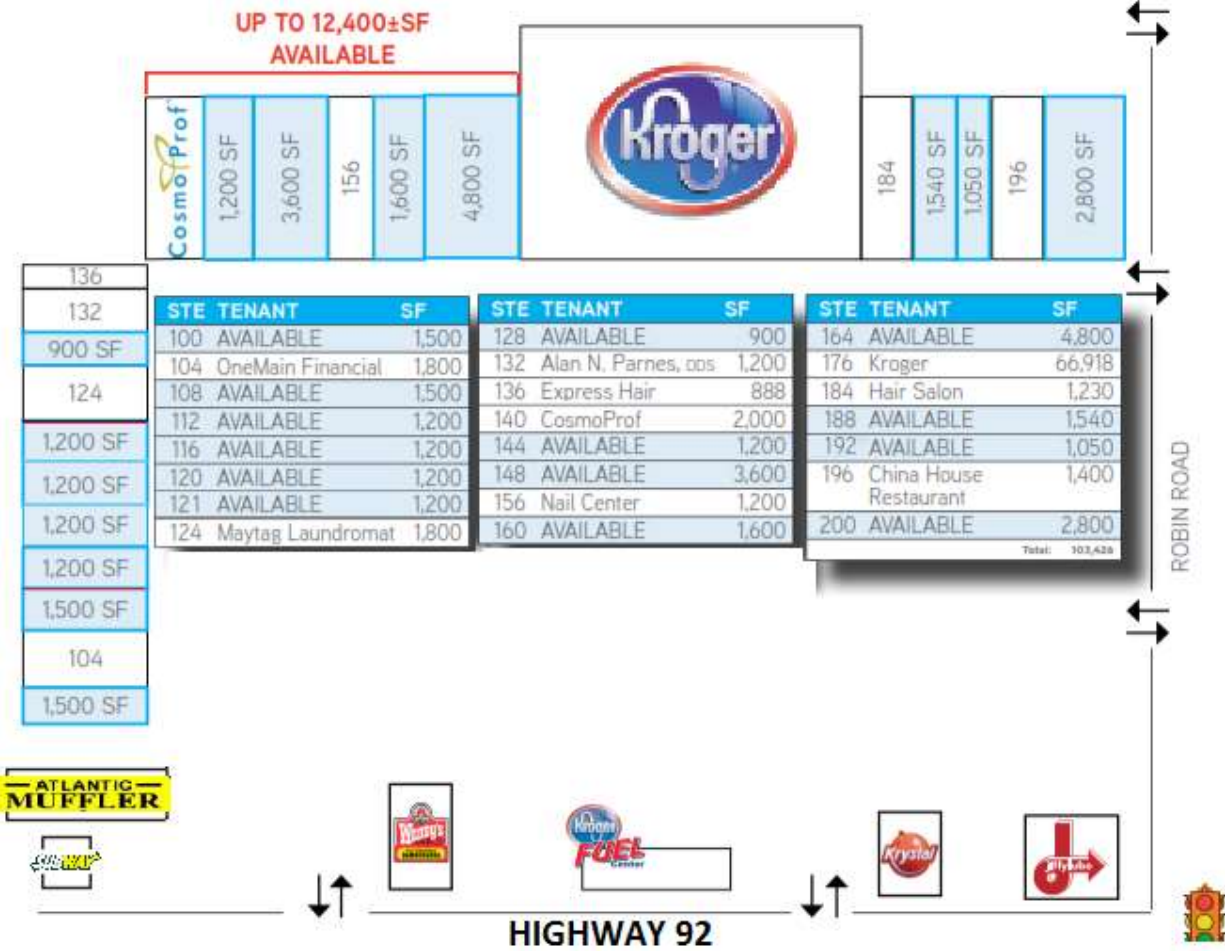 UP TO 12,400±SF
AVAILABLE
CosmoProf
1,200 SF
3,600 SF
156
1,600 SF
4,800 SF
Kroger
184
1,540 SF
1,050 SF
196
2,800 SF
136
132
900 SF
124
1,200 SF
1,200 SF
1,200 SF
1,200 SF
1,500 SF
104
1,500 SF
STE TENANT SF
100 AVAILABLE 1,500
104 OneMain Financial 1,800
108 AVAILABLE 1,500
112 AVAILABLE 1,200
116 AVAILABLE 1,200
120 AVAILABLE 1,200
121 AVAILABLE 1,200
124 Maytag Laundromat 1,800
STE TENANT SF
128 AVAILABLE 900
132 Alan N. Parnes, DDS 1,200
136 Express Hair 888
140 CosmoProf 2,000
144 AVAILABLE 1,200
148 AVAILABLE 3,600
156 Nail Center 1,200
160 AVAILABLE 1,600
STE TENANT SF
164 AVAILABLE 4,800
176 Kroger 66,918
184 Hair Salon 1,230
188 AVAILABLE 1,540
192 AVAILABLE 1,050
196 China House 1,400
Restaurant
200 AVAILABLE 2,800
Total: 103,426
ROBIN ROAD
ATLANTIC
MUFFLER
SUBWAY
Wendy's
Kroger
FUEL
Center
Krystal
HIGHWAY 92